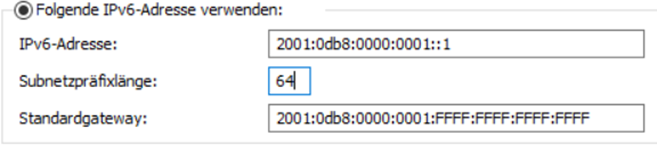 Folgende IPv6-Adresse verwenden:
IPv6-Adresse: 2001:0db8:0000:0001::1
Subnetzpräfixlänge: 64
Standardgateway: 2001:0db8:0000:0001:FFFF:FFFF:FFFF:FFFF